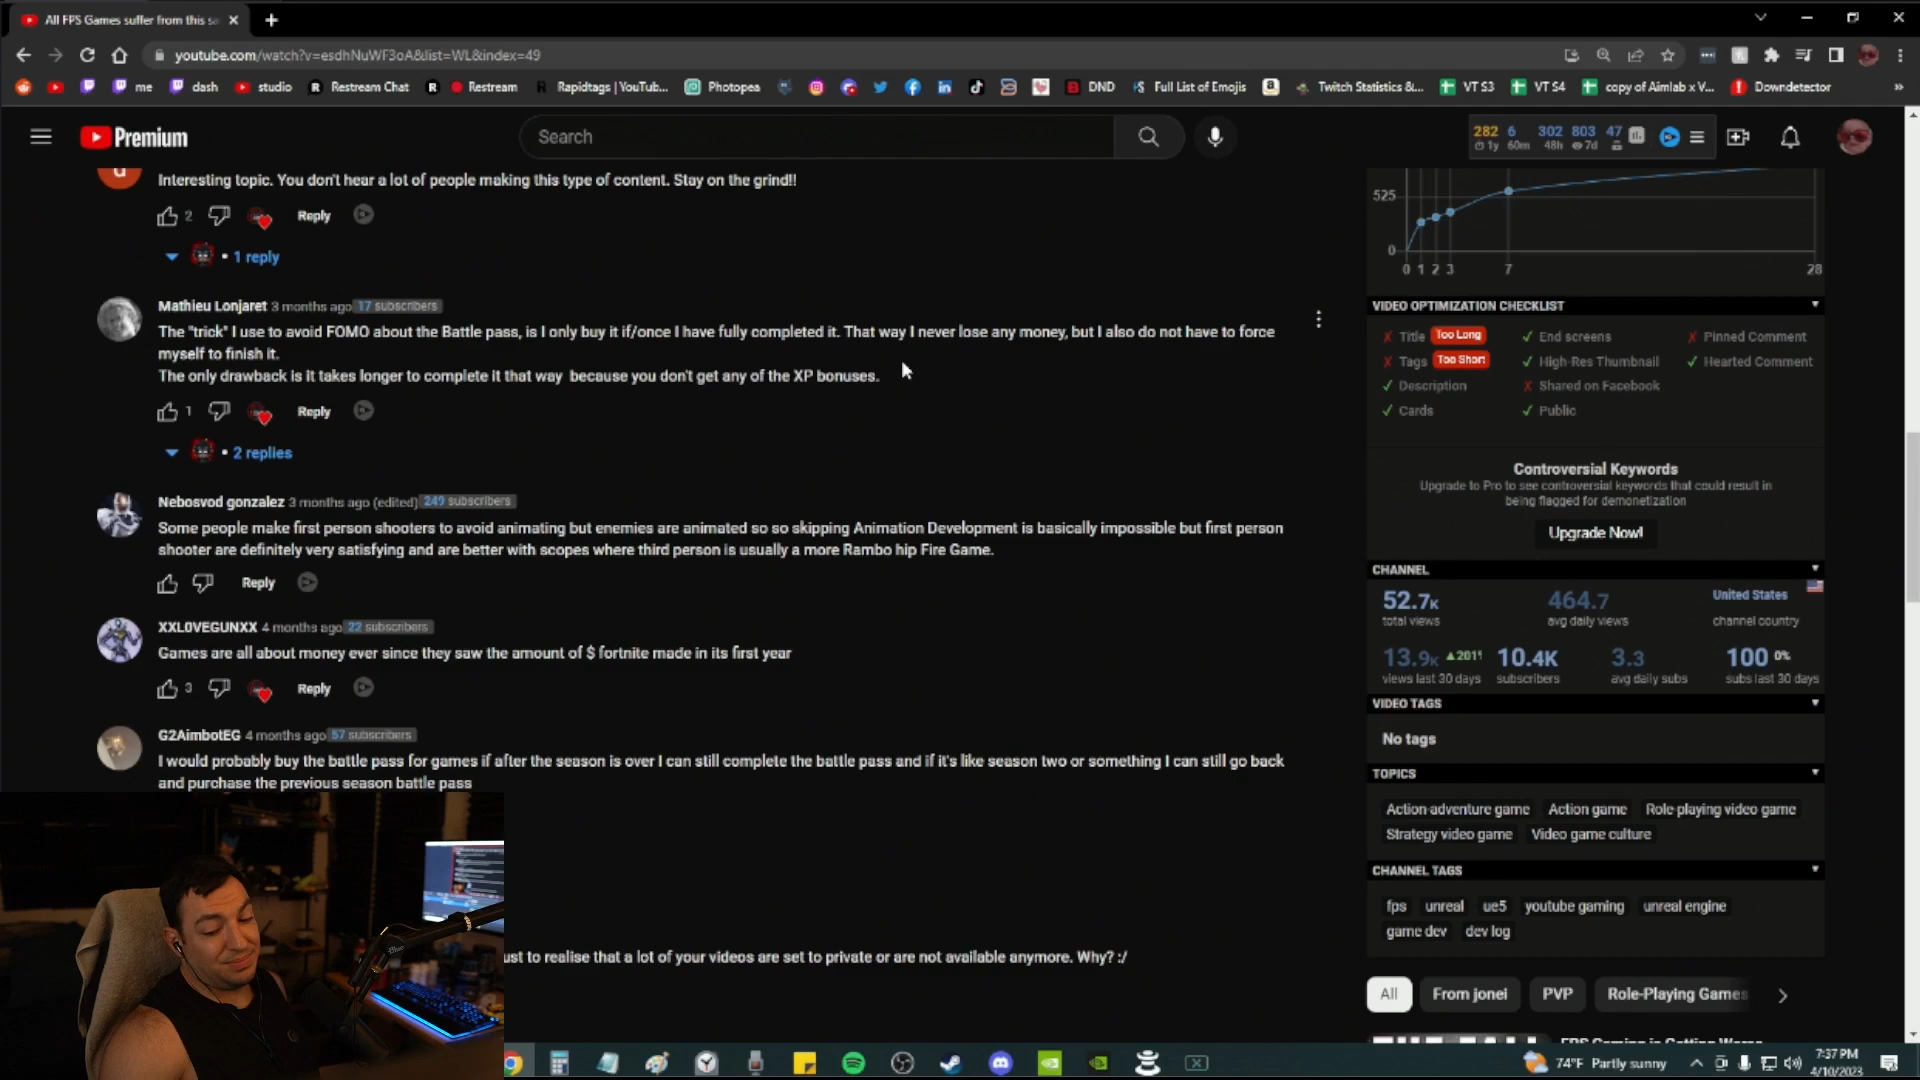 All FPS Games suffer from this sa
youtube.com/watch?v=esdhNuWF3oA&list=WL&index=49
me
dash
studio
Restream Chat
Restream
Rapidtags | YouTub...
Photopea
DND
Full List of Emojis
Twitch Statistics &...
VT S3
VT S4
copy of Aimlab x V...
Downdetector
Premium
Search
282 6 302 803 47
1y 60m 48h 7d
Interesting topic. You don't hear a lot of people making this type of content. Stay on the grind!!
2 Reply
• 1 reply
Mathieu Lonjaret 3 months ago 17 subscribers
The "trick" I use to avoid FOMO about the Battle pass, is I only buy it if/once I have fully completed it. That way I never lose any money, but I also do not have to force
myself to finish it.
The only drawback is it takes longer to complete it that way because you don't get any of the XP bonuses.
1 Reply
• 2 replies
Nebosvod gonzalez 3 months ago (edited) 249 subscribers
Some people make first person shooters to avoid animating but enemies are animated so so skipping Animation Development is basically impossible but first person
shooter are definitely very satisfying and are better with scopes where third person is usually a more Rambo hip Fire Game.
Reply
XXL0VEGUNXX 4 months ago 22 subscribers
Games are all about money ever since they saw the amount of $ fortnite made in its first year
3 Reply
G2AimbotEG 4 months ago 57 subscribers
I would probably buy the battle pass for games if after the season is over I can still complete the battle pass and if it's like season two or something I can still go back
and purchase the previous season battle pass
ust to realise that a lot of your videos are set to private or are not available anymore. Why? :/
525
0
0 1 2 3 7 28
VIDEO OPTIMIZATION CHECKLIST
✗ Title Too Long ✓ End screens ✗ Pinned Comment
✗ Tags Too Short ✓ High-Res Thumbnail ✓ Hearted Comment
✓ Description ✗ Shared on Facebook
✓ Cards ✓ Public
Controversial Keywords
Upgrade to Pro to see controversial keywords that could result in
being flagged for demonetization
Upgrade Now!
CHANNEL
52.7K 464.7 United States
total views avg daily views channel country
13.9K ▲201% 10.4K 3.3 100 0%
views last 30 days subscribers avg daily subs subs last 30 days
VIDEO TAGS
No tags
TOPICS
Action-adventure game Action game Role-playing video game
Strategy video game Video game culture
CHANNEL TAGS
fps unreal ue5 youtube gaming unreal engine
game dev dev log
All From jonei PVP Role-Playing Games
74°F Partly sunny
7:37 PM
4/10/2023